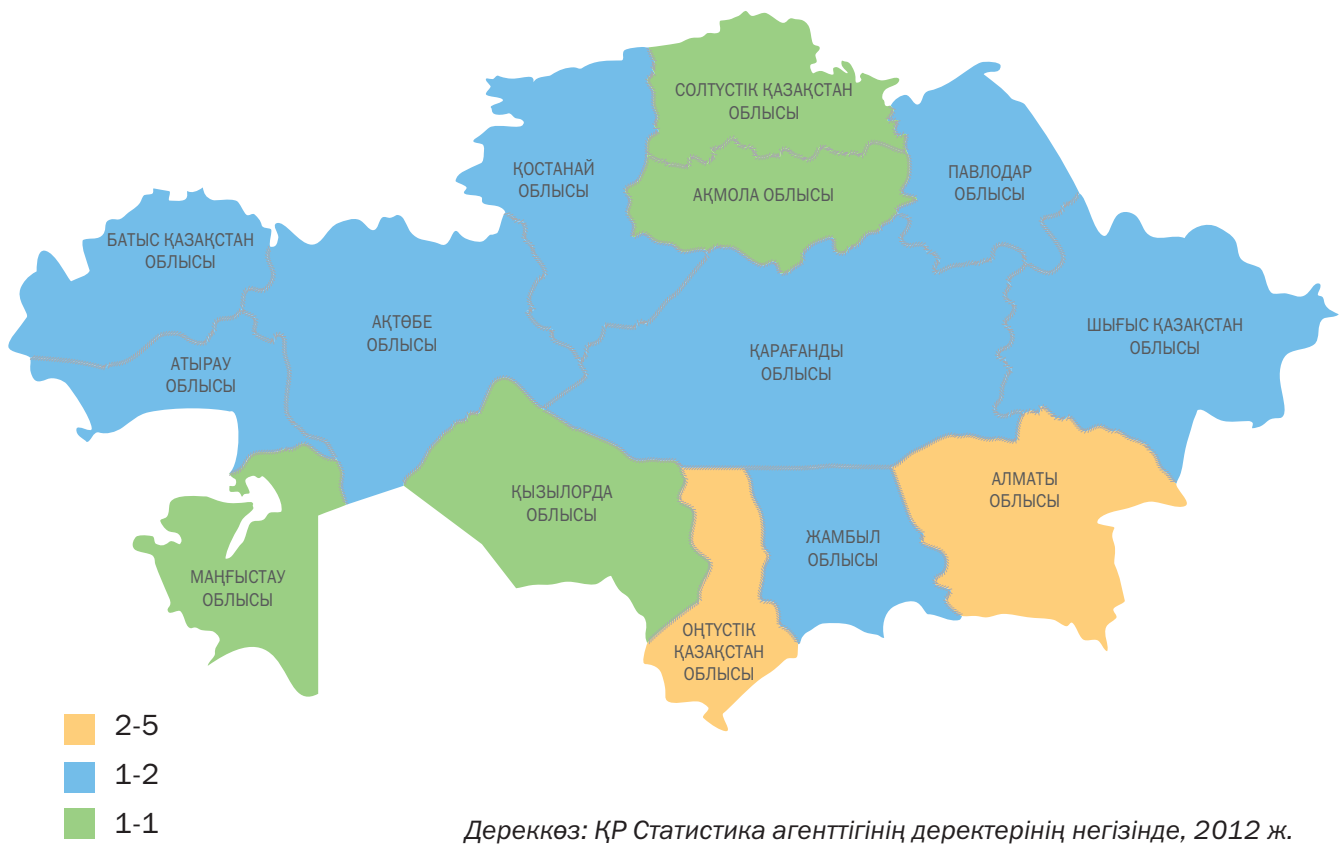 СОЛТҮСТІК ҚАЗАҚСТАН
ОБЛЫСЫ
ҚОСТАНАЙ
ОБЛЫСЫ
АҚМОЛА ОБЛЫСЫ
ПАВЛОДАР
ОБЛЫСЫ
БАТЫС ҚАЗАҚСТАН
ОБЛЫСЫ
АҚТӨБЕ
ОБЛЫСЫ
ШЫҒЫС ҚАЗАҚСТАН
ОБЛЫСЫ
АТЫРАУ
ОБЛЫСЫ
ҚАРАҒАНДЫ
ОБЛЫСЫ
АЛМАТЫ
ОБЛЫСЫ
ҚЫЗЫЛОРДА
ОБЛЫСЫ
ЖАМБЫЛ
ОБЛЫСЫ
МАҢҒЫСТАУ
ОБЛЫСЫ
ОҢТҮСТІК
ҚАЗАҚСТАН
ОБЛЫСЫ
2-5
1-2
1-1
Дереккөз: ҚР Статистика агенттігінің деректерінің негізінде, 2012 ж.